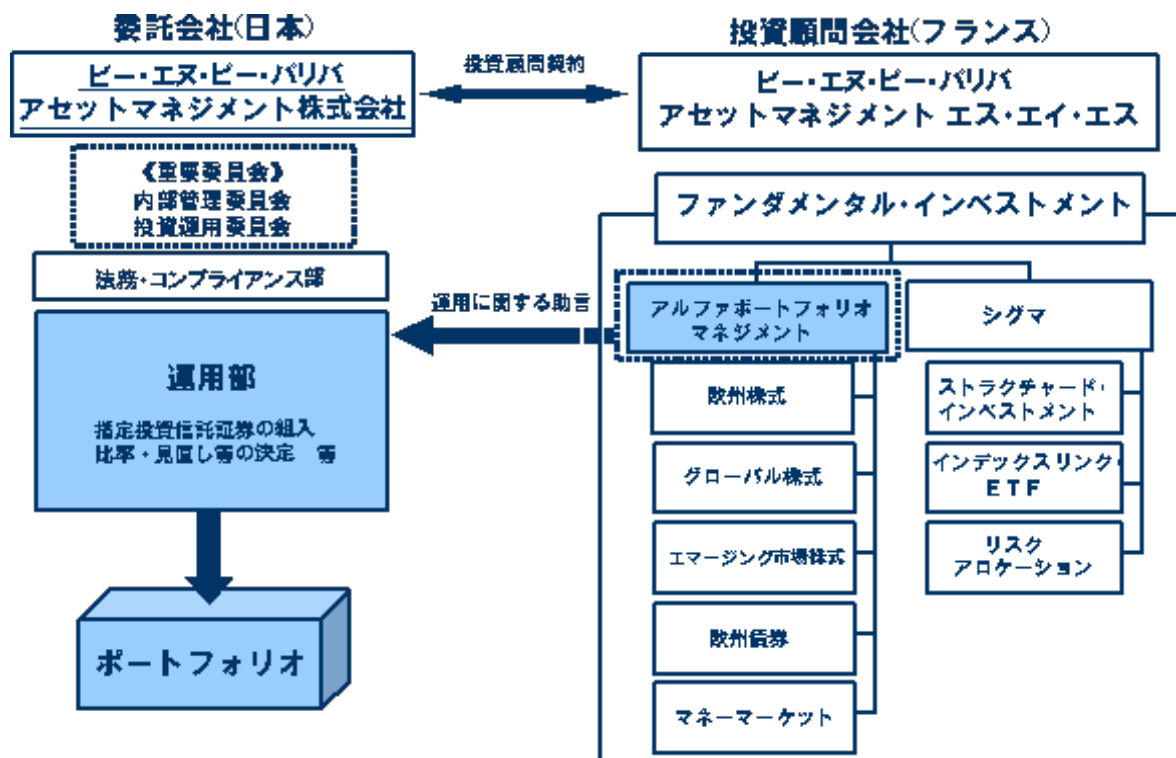 委託会社(日本)
ビー・エヌ・ピー・パリバ
アセットマネジメント株式会社
《重要委員会》
内部管理委員会
投資運用委員会
法務・コンプライアンス部
運用部
指定投資信託証券の組入
比率・見直し等の決定 等
ポートフォリオ
投資顧問契約
運用に関する助言
投資顧問会社(フランス)
ビー・エヌ・ピー・パリバ
アセットマネジメント エス・エイ・エス
ファンダメンタル・インベストメント
アルファポートフォリオ
マネジメント
欧州株式
グローバル株式
エマージング市場株式
欧州債券
マネーマーケット
シグマ
ストラクチャード・
インベストメント
インデックスリンク・
ETF
リスク
アロケーション